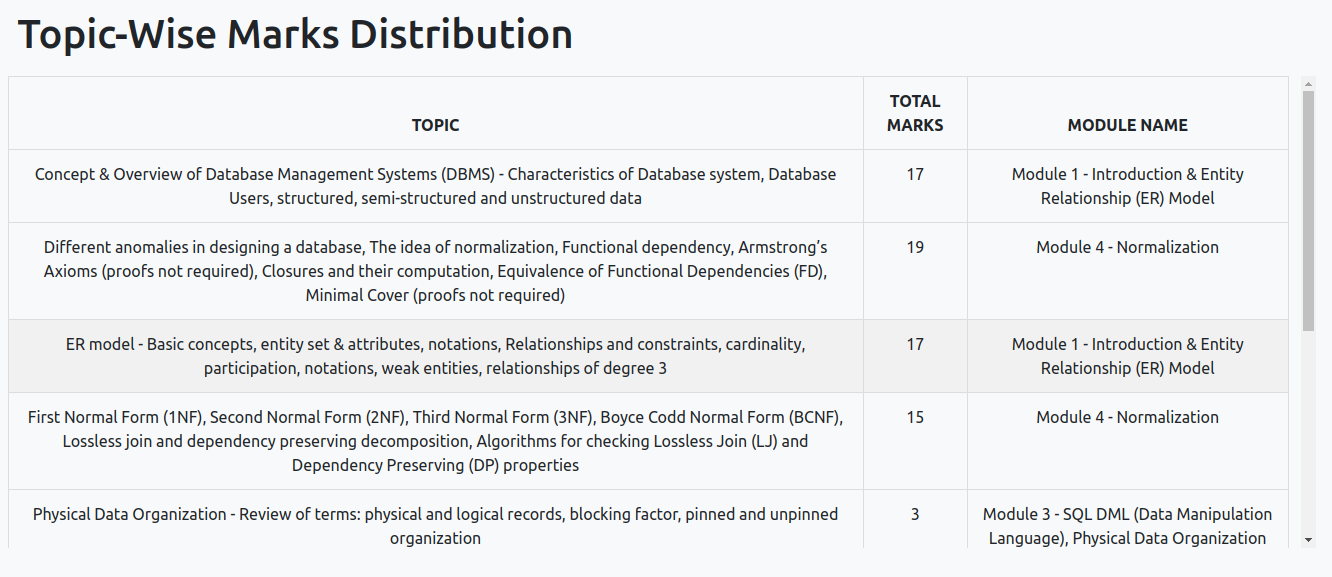 Topic-Wise Marks Distribution
TOPIC
TOTAL
MARKS
MODULE NAME
Concept & Overview of Database Management Systems (DBMS) - Characteristics of Database system, Database
Users, structured, semi-structured and unstructured data
17
Module 1 - Introduction & Entity
Relationship (ER) Model
Different anomalies in designing a database, The idea of normalization, Functional dependency, Armstrong’s
Axioms (proofs not required), Closures and their computation, Equivalence of Functional Dependencies (FD),
Minimal Cover (proofs not required)
19
Module 4 - Normalization
ER model - Basic concepts, entity set & attributes, notations, Relationships and constraints, cardinality,
participation, notations, weak entities, relationships of degree 3
17
Module 1 - Introduction & Entity
Relationship (ER) Model
First Normal Form (1NF), Second Normal Form (2NF), Third Normal Form (3NF), Boyce Codd Normal Form (BCNF),
Lossless join and dependency preserving decomposition, Algorithms for checking Lossless Join (LJ) and
Dependency Preserving (DP) properties
15
Module 4 - Normalization
Physical Data Organization - Review of terms: physical and logical records, blocking factor, pinned and unpinned
organization
3
Module 3 - SQL DML (Data Manipulation
Language), Physical Data Organization